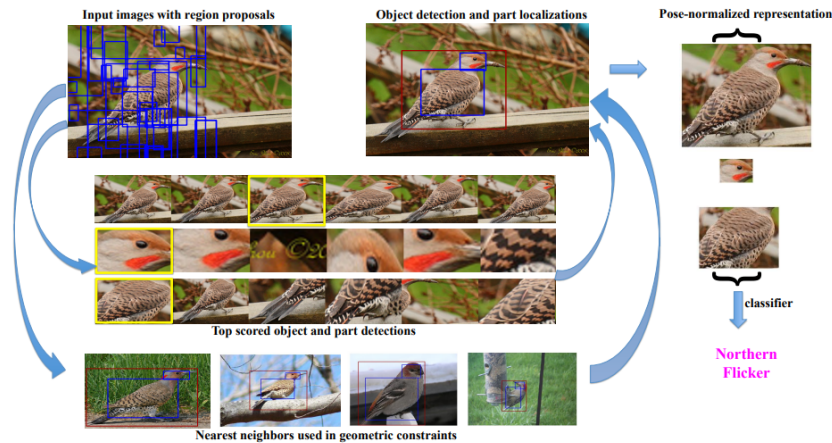 Input images with region proposals
Object detection and part localizations
Pose-normalized representation
Top scored object and part detections
Nearest neighbors used in geometric constraints
classifier
Northern
Flicker